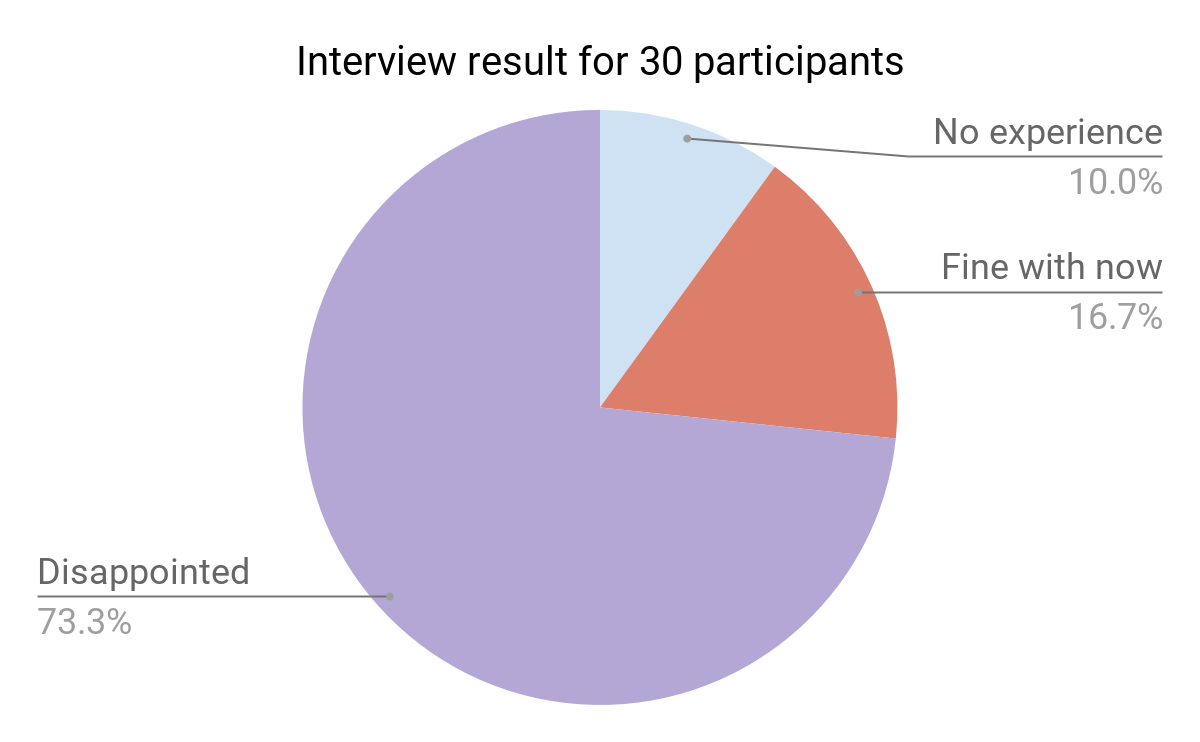 Interview result for 30 participants
No experience
10.0%
Fine with now
16.7%
Disappointed
73.3%